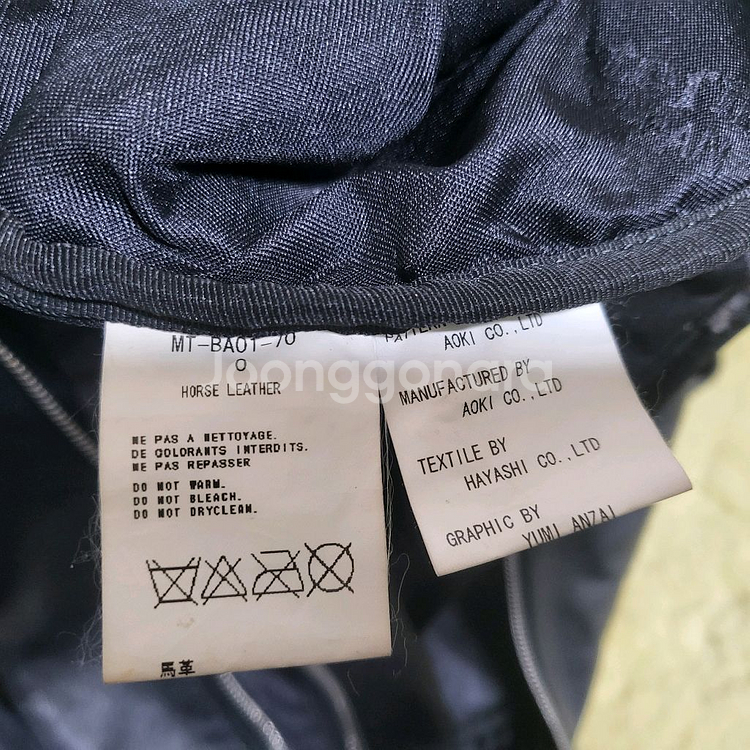 MT-BA01-70
0
HORSE LEATHER
NE PAS A NETTOYAGE.
DE COLORANTS INTERDITS.
NE PAS REPASSER
DO NOT WARM.
DO NOT BLEACH.
DO NOT DRYCLEAN.
馬革
PATTERN
AOKI CO.,LTD
MANUFACTURED BY
AOKI CO.,LTD
TEXTILE BY
HAYASHI CO.,LTD
GRAPHIC BY
YUMI ANZAI
Joonggonara